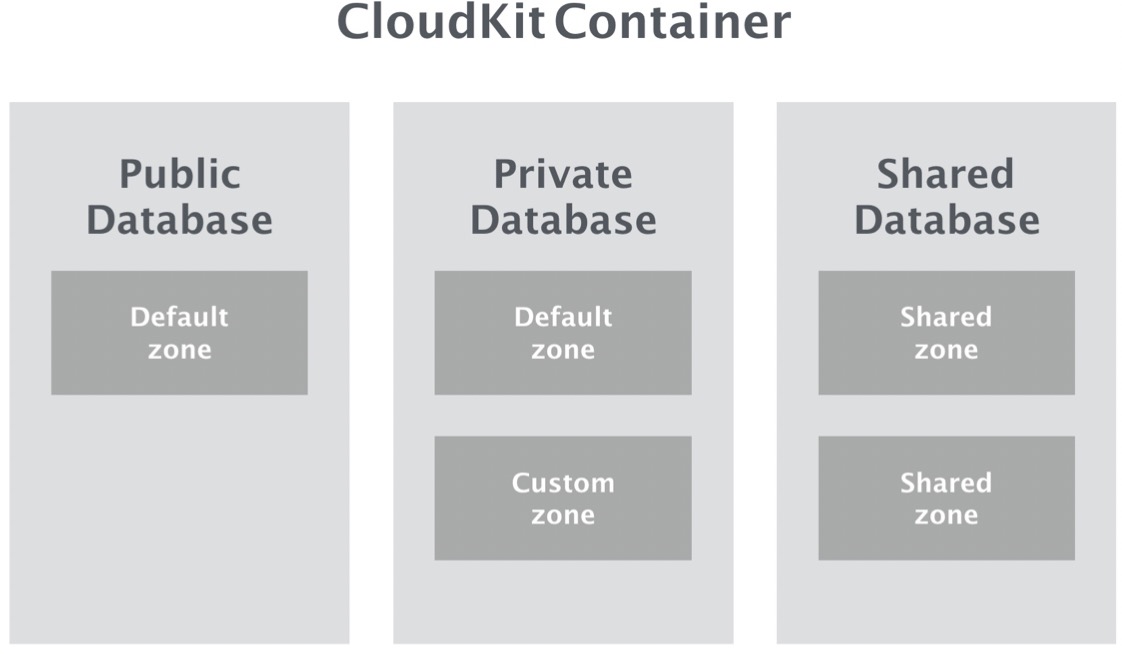 CloudKit Container
Public
Database
Default
zone
Private
Database
Default
zone
Custom
zone
Shared
Database
Shared
zone
Shared
zone